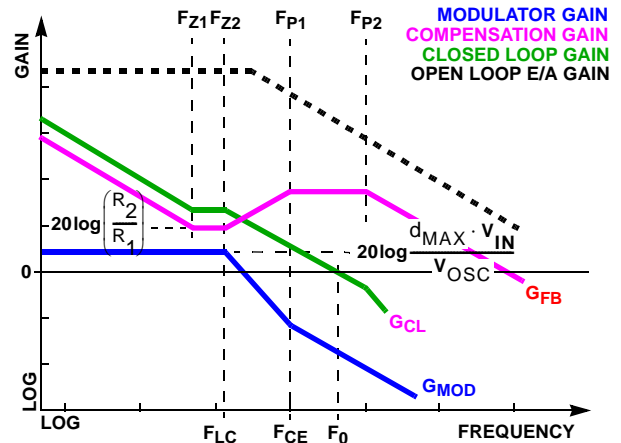 FZ1 FZ2 FP1 FP2
MODULATOR GAIN
COMPENSATION GAIN
CLOSED LOOP GAIN
OPEN LOOP E/A GAIN
GAIN
20log(R2/R1)
20log dMAX · VIN / VOSC
0
GFB
GCL
GMOD
LOG
LOG
FLC FCE F0 FREQUENCY